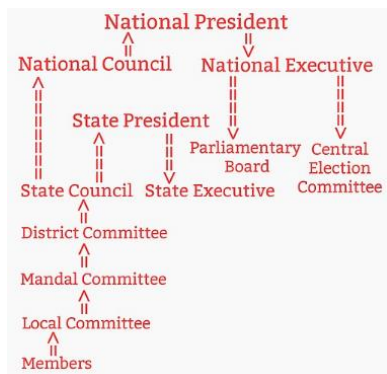 National President
National Council
National Executive
State President
Parliamentary
Board
Central
Election
Committee
State Council
State Executive
District Committee
Mandal Committee
Local Committee
Members